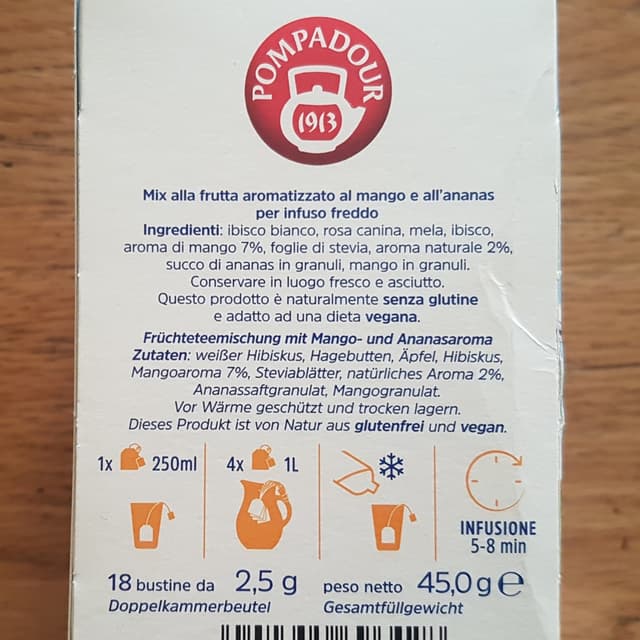 POMPADOUR
1913
Mix alla frutta aromatizzato al mango e all'ananas
per infuso freddo
Ingredienti: ibisco bianco, rosa canina, mela, ibisco,
aroma di mango 7%, foglie di stevia, aroma naturale 2%,
succo di ananas in granuli, mango in granuli.
Conservare in luogo fresco e asciutto.
Questo prodotto è naturalmente senza glutine
e adatto ad una dieta vegana.
Früchteteemischung mit Mango- und Ananasaroma
Zutaten: weißer Hibiskus, Hagebutten, Äpfel, Hibiskus,
Mangoaroma 7%, Steviablätter, natürliches Aroma 2%,
Ananassaftgranulat, Mangogranulat.
Vor Wärme geschützt und trocken lagern.
Dieses Produkt ist von Natur aus glutenfrei und vegan.
1x 250ml 4x 1L
INFUSIONE
5-8 min
18 bustine da 2,5 g peso netto 45,0 g e
Doppelkammerbeutel Gesamtfüllgewicht